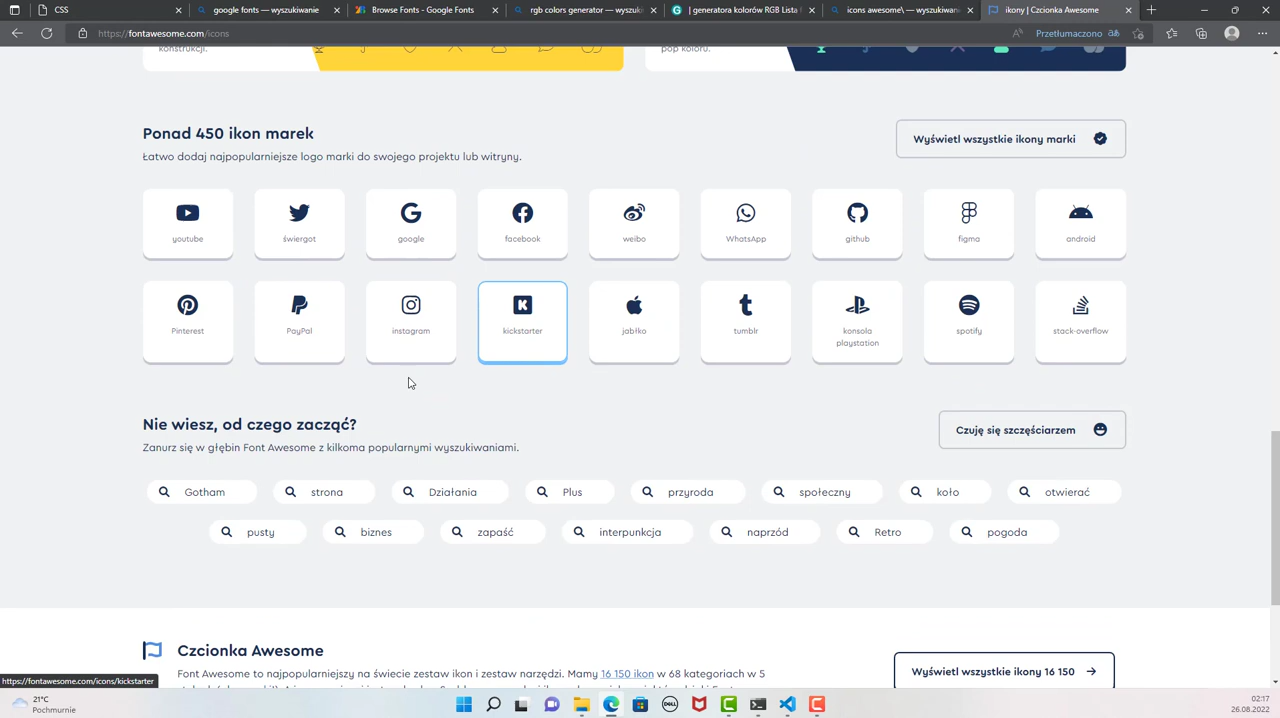 CSS
google fonts — wyszukiwanie
Browse Fonts - Google Fonts
rgb colors generator — wyszuki
| generatora kolorów RGB Lista
icons awesome\ — wyszukiwan
ikony | Czcionka Awesome
https://fontawesome.com/icons
Przetłumaczono
konstrukcji.
pop koloru.
Ponad 450 ikon marek
Łatwo dodaj najpopularniejsze logo marki do swojego projektu lub witryny.
Wyświetl wszystkie ikony marki
youtube
świergot
google
facebook
weibo
WhatsApp
github
figma
android
Pinterest
PayPal
instagram
kickstarter
jabłko
tumblr
konsola
playstation
spotify
stack-overflow
Nie wiesz, od czego zacząć?
Zanurz się w głębin Font Awesome z kilkoma popularnymi wyszukiwaniami.
Czuję się szczęściarzem
Gotham
strona
Działania
Plus
przyroda
społeczny
koło
otwierać
pusty
biznes
zapaść
interpunkcja
naprzód
Retro
pogoda
Czcionka Awesome
Font Awesome to najpopularniejszy na świecie zestaw ikon i zestaw narzędzi. Mamy 16 150 ikon w 68 kategoriach w 5
Wyświetl wszystkie ikony 16 150
https://fontawesome.com/icons/kickstarter
21°C
Pochmurnie
02:17
26.08.2022